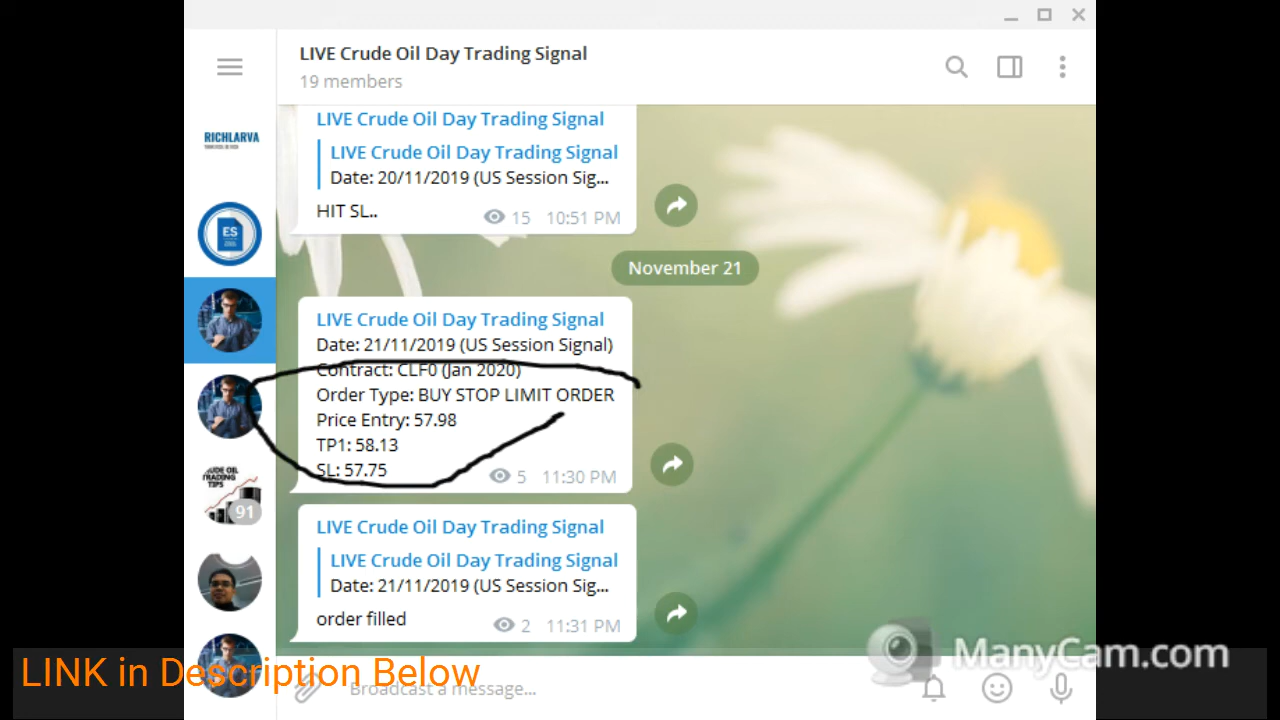 LIVE Crude Oil Day Trading Signal
19 members
RICHLARVA
LIVE Crude Oil Day Trading Signal
LIVE Crude Oil Day Trading Signal
Date: 20/11/2019 (US Session Sig...
HIT SL..
15 10:51 PM
ES
November 21
LIVE Crude Oil Day Trading Signal
Date: 21/11/2019 (US Session Signal)
Contract: CLF0 (Jan 2020)
Order Type: BUY STOP LIMIT ORDER
Price Entry: 57.98
TP1: 58.13
SL: 57.75
5 11:30 PM
CRUDE OIL
TRADING
TIPS
91
LIVE Crude Oil Day Trading Signal
LIVE Crude Oil Day Trading Signal
Date: 21/11/2019 (US Session Sig...
order filled
2 11:31 PM
ManyCam.com
LINK in Description Below
Broadcast a message...